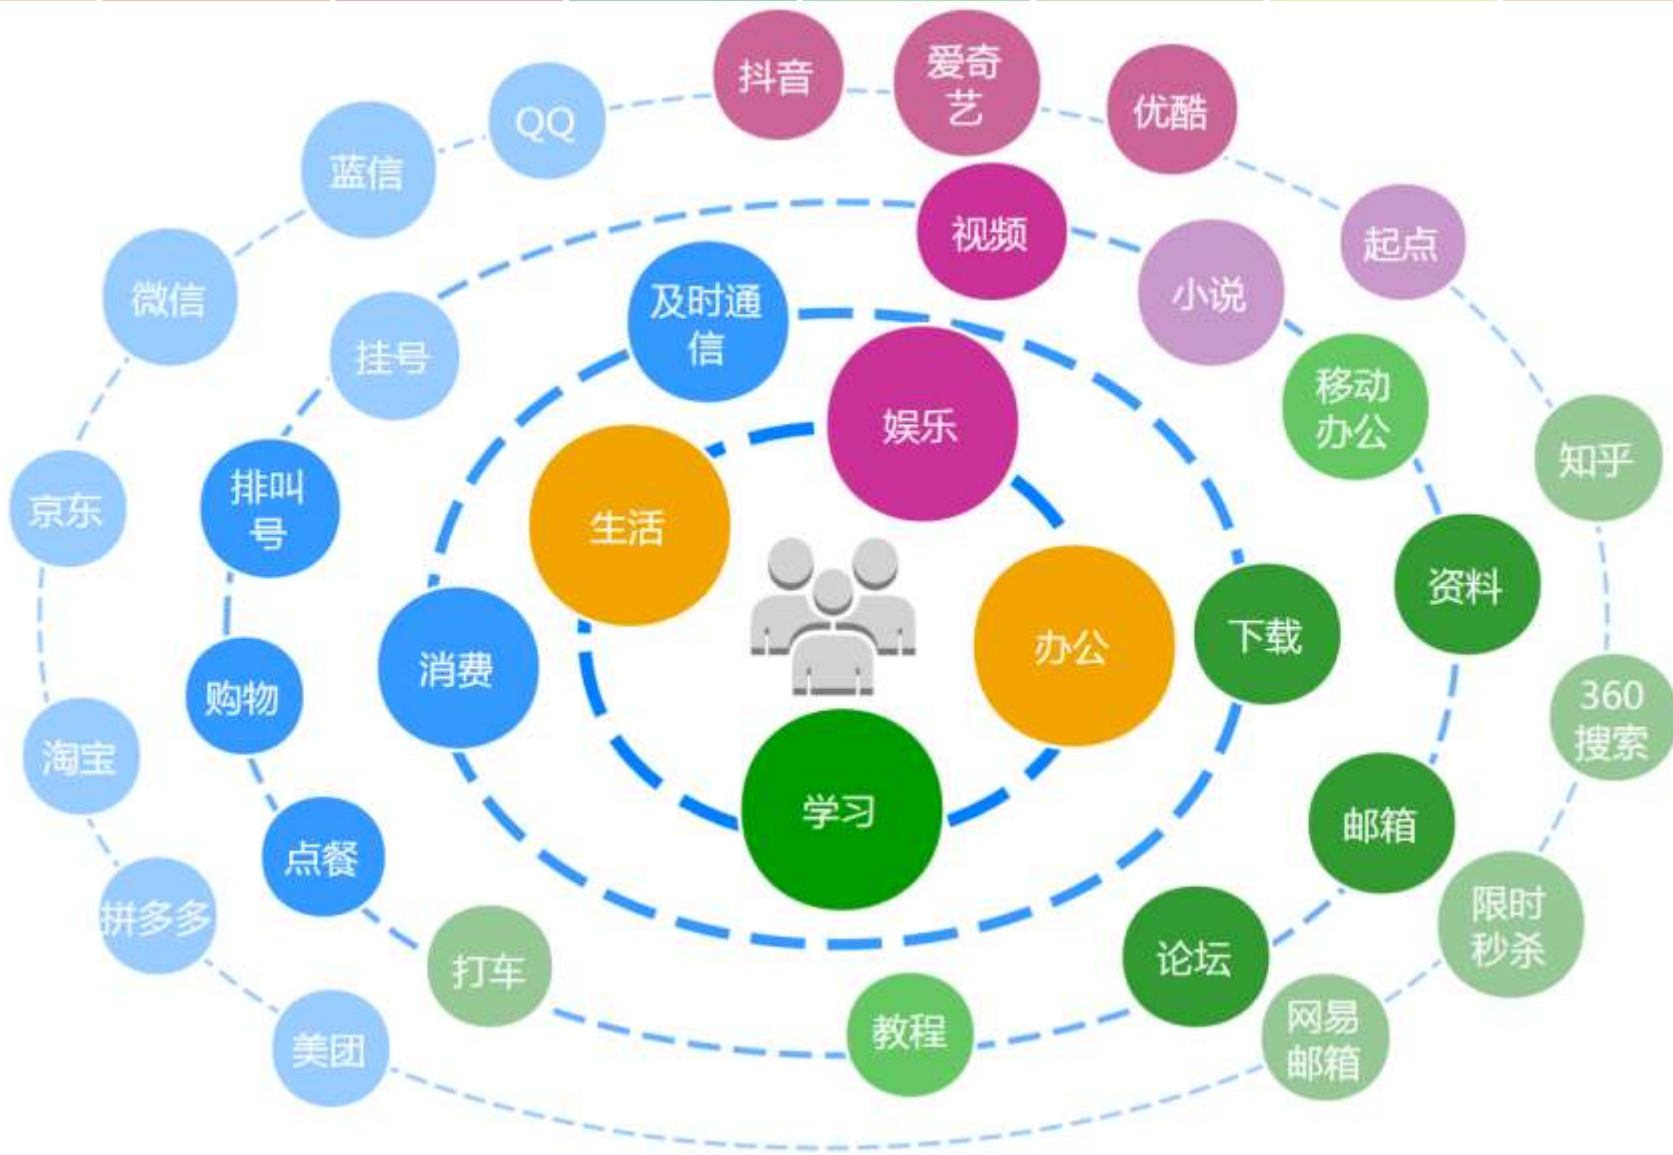 抖音
爱奇
艺
优酷
QQ
蓝信
微信
京东
淘宝
拼多多
美团
起点
知乎
360
搜索
限时
秒杀
网易
邮箱
视频
小说
移动
办公
资料
邮箱
论坛
教程
打车
点餐
购物
排叫
号
挂号
及时通
信
消费
下载
娱乐
生活
办公
学习